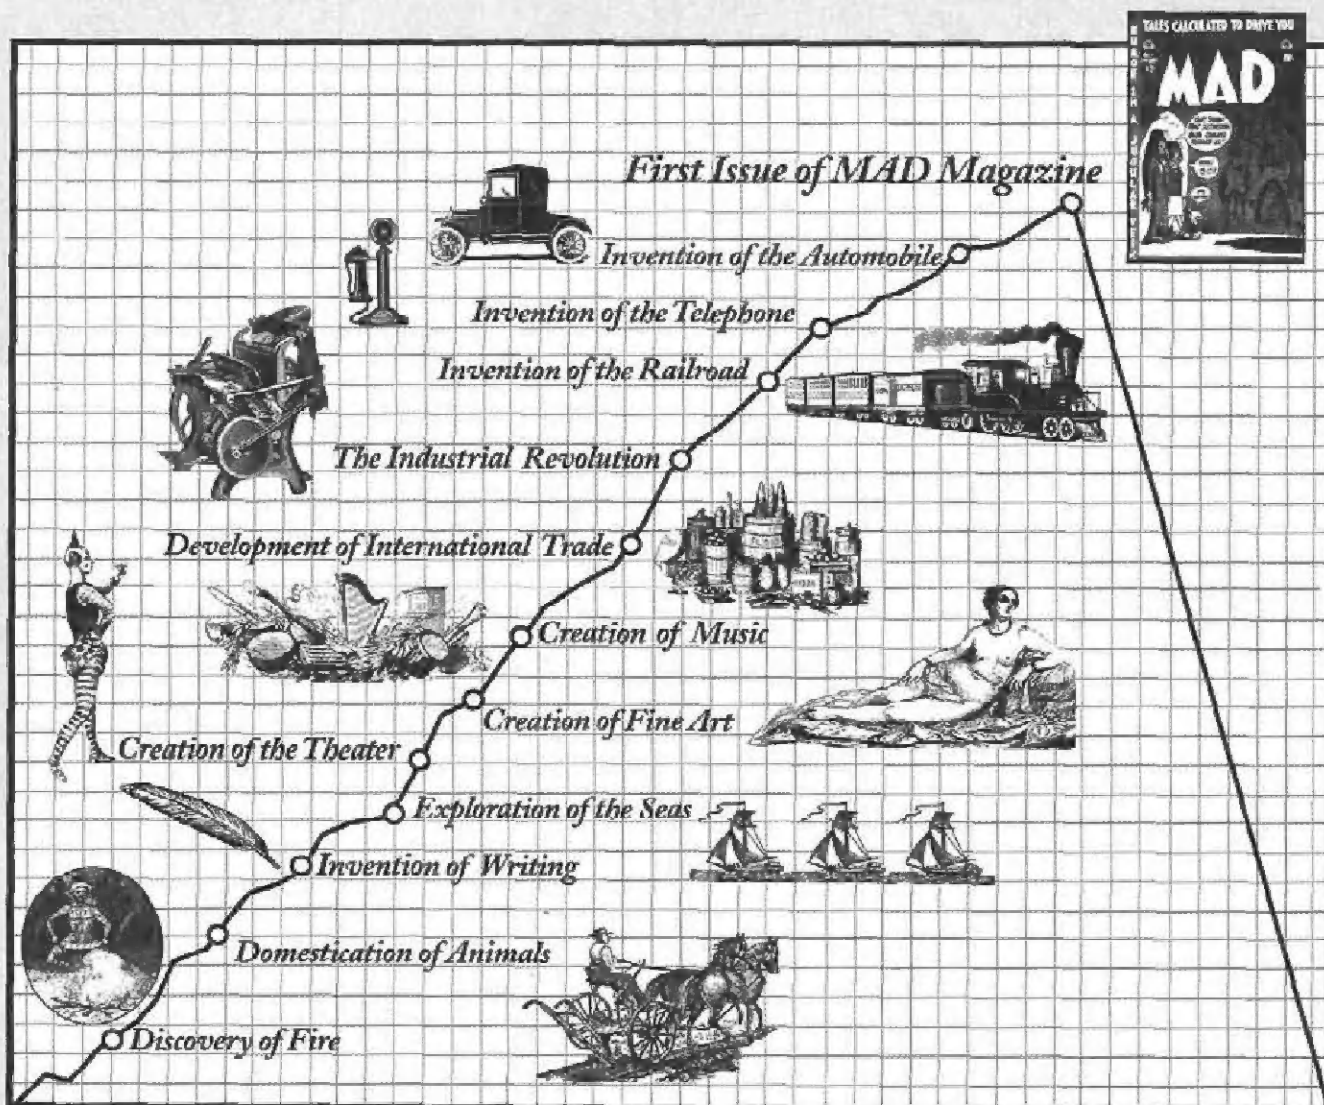 TALES CALCULATED TO DRIVE YOU
MAD
First Issue of MAD Magazine
Invention of the Automobile
Invention of the Telephone
Invention of the Railroad
The Industrial Revolution
Development of International Trade
Creation of Music
Creation of Fine Art
Creation of the Theater
Exploration of the Seas
Invention of Writing
Domestication of Animals
Discovery of Fire